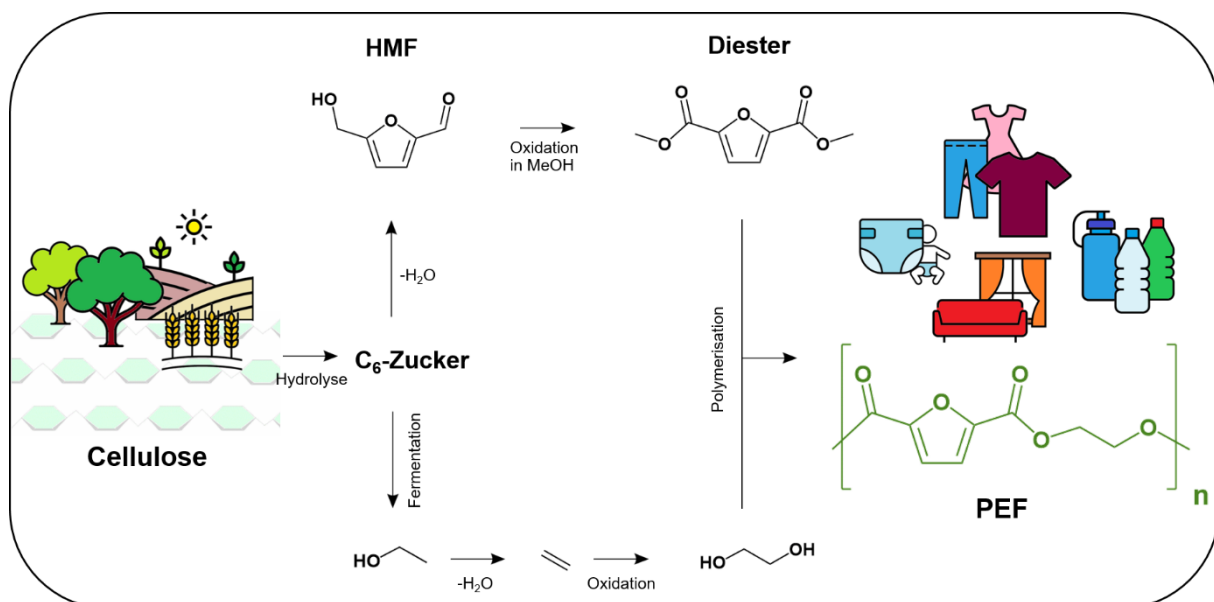 HMF
Diester
HO
O
O
O
O
O
O
O
Oxidation
in MeOH
-H₂O
Cellulose
Hydrolyse
C₆-Zucker
Fermentation
Polymerisation
O
O
O
O
O
n
PEF
HO
-H₂O
Oxidation
HO
OH